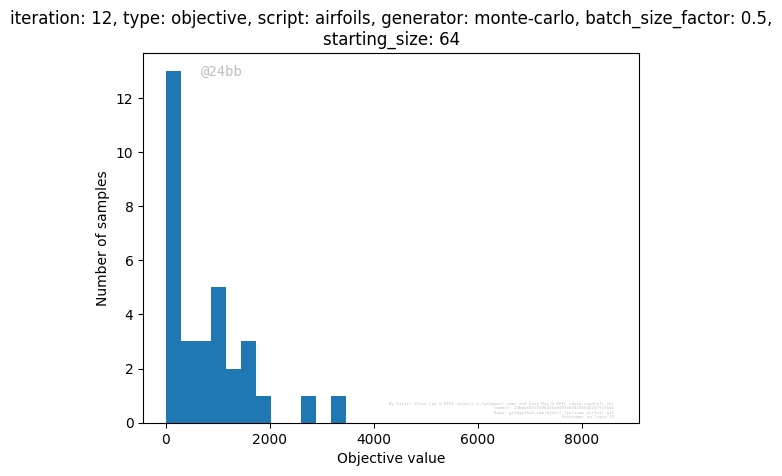 iteration: 12, type: objective, script: airfoils, generator: monte-carlo, batch_size_factor: 0.5,
starting_size: 64
@24bb
12
10
8
6
4
2
0
Number of samples
0 2000 4000 6000 8000
Objective value